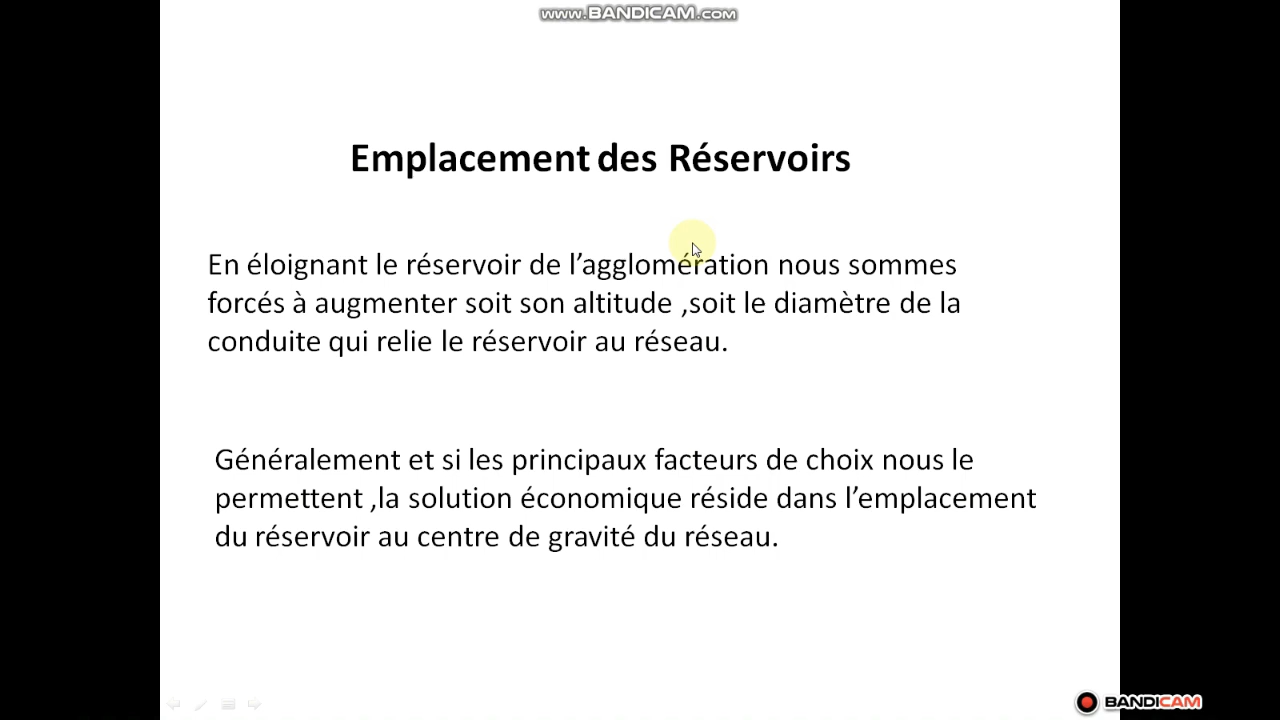 www.BANDICAM.com
Emplacement des Réservoirs
En éloignant le réservoir de l’agglomération nous sommes
forcés à augmenter soit son altitude ,soit le diamètre de la
conduite qui relie le réservoir au réseau.
Généralement et si les principaux facteurs de choix nous le
permettent ,la solution économique réside dans l’emplacement
du réservoir au centre de gravité du réseau.
BANDICAM